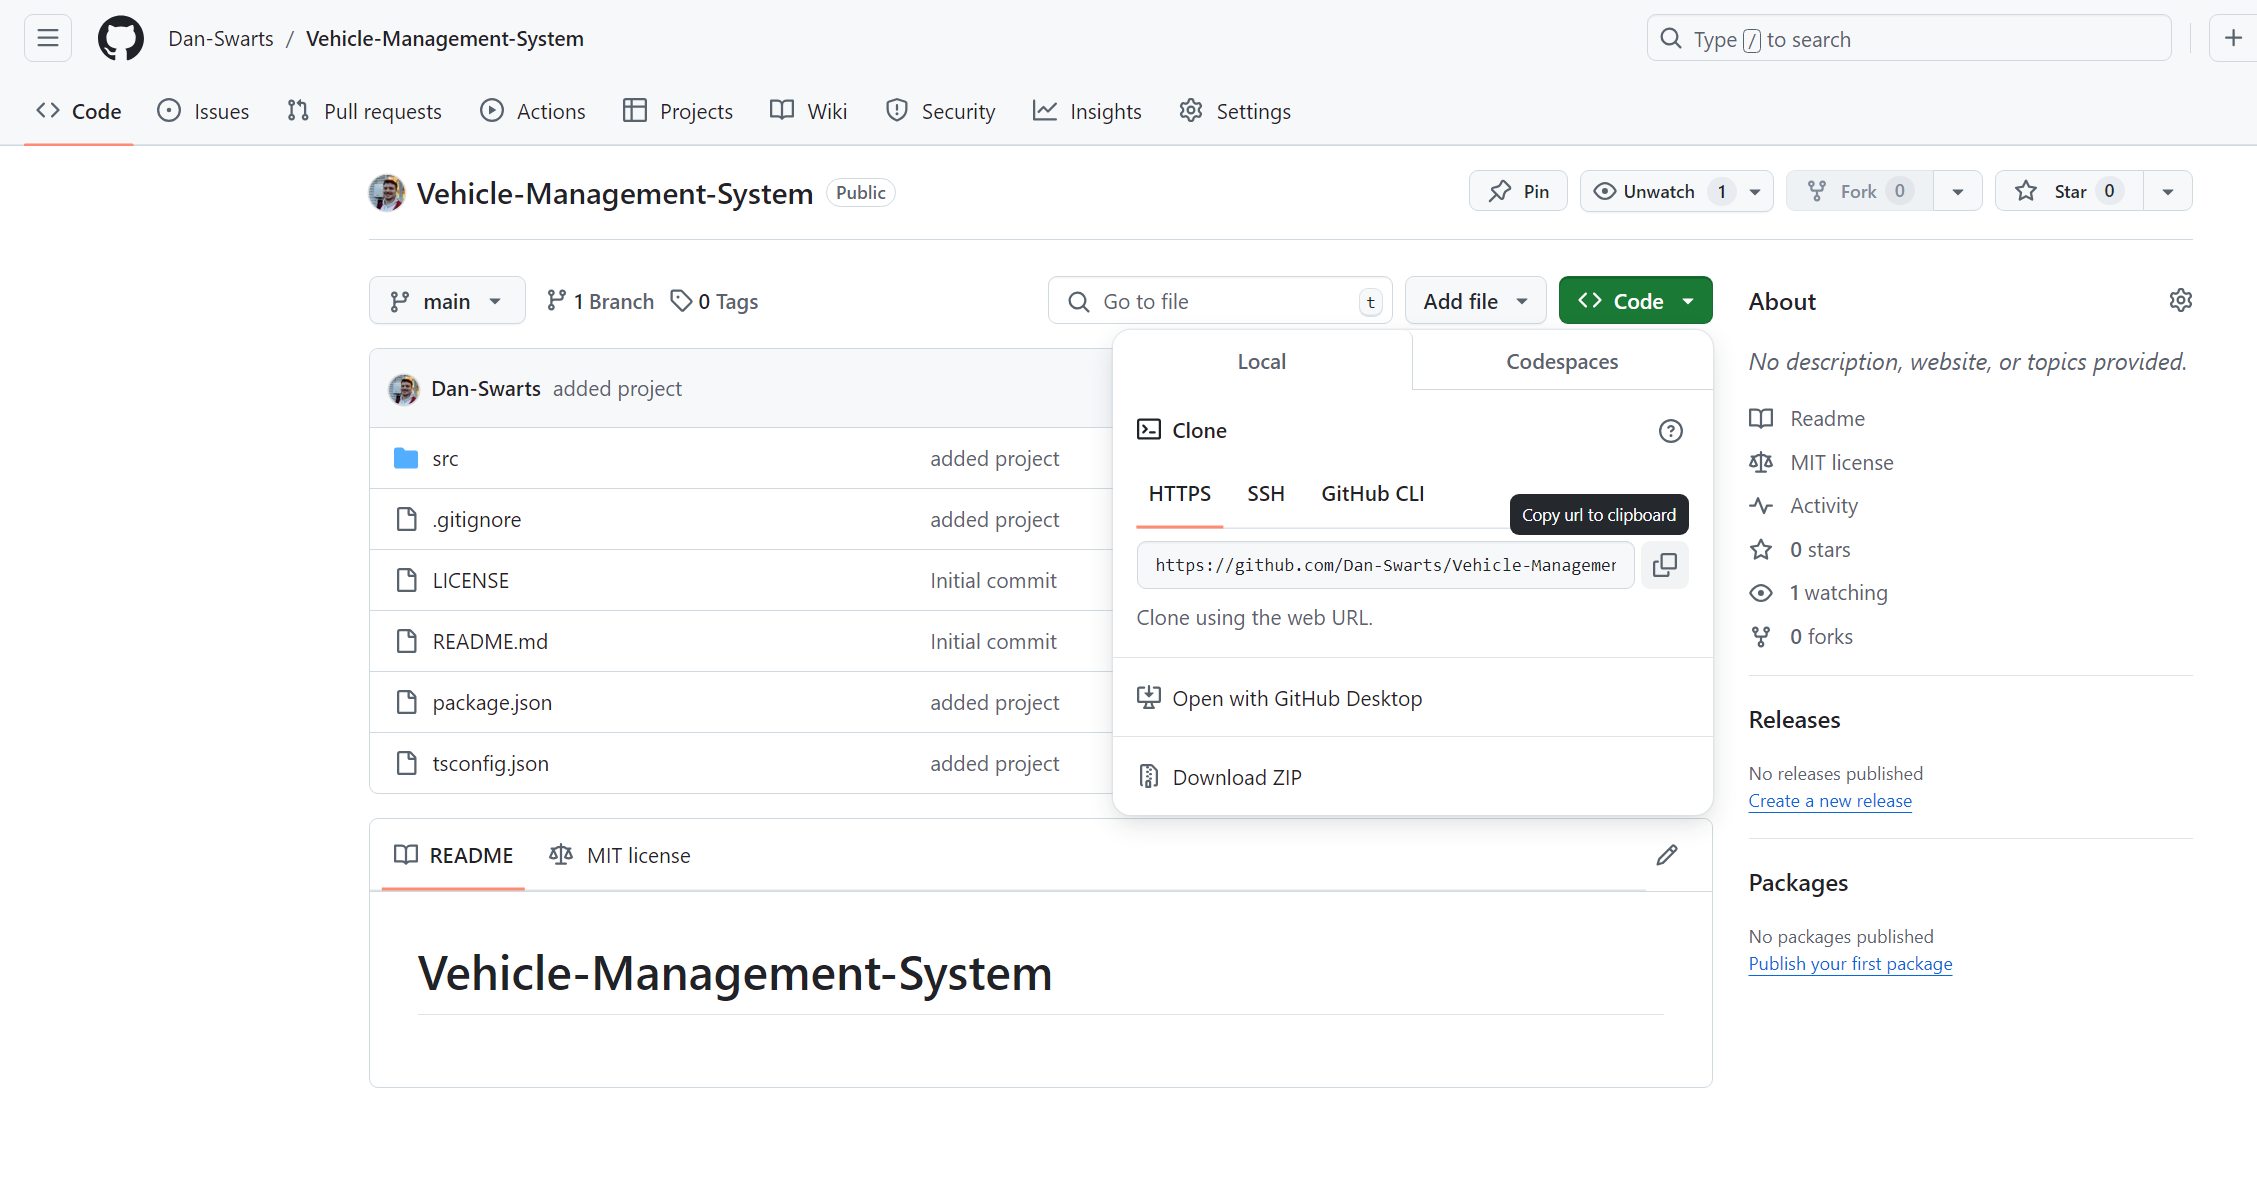 Dan-Swarts / Vehicle-Management-System
Type / to search
Code
Issues
Pull requests
Actions
Projects
Wiki
Security
Insights
Settings
Vehicle-Management-System Public
Pin
Unwatch 1
Fork 0
Star 0
main
1 Branch
0 Tags
Go to file t
Add file
Code
Local
Codespaces
Clone
HTTPS
SSH
GitHub CLI
Copy url to clipboard
https://github.com/Dan-Swarts/Vehicle-Managemer
Clone using the web URL.
Open with GitHub Desktop
Download ZIP
Dan-Swarts added project
src added project
.gitignore added project
LICENSE Initial commit
README.md Initial commit
package.json added project
tsconfig.json added project
README
MIT license
Vehicle-Management-System
About
No description, website, or topics provided.
Readme
MIT license
Activity
0 stars
1 watching
0 forks
Releases
No releases published
Create a new release
Packages
No packages published
Publish your first package